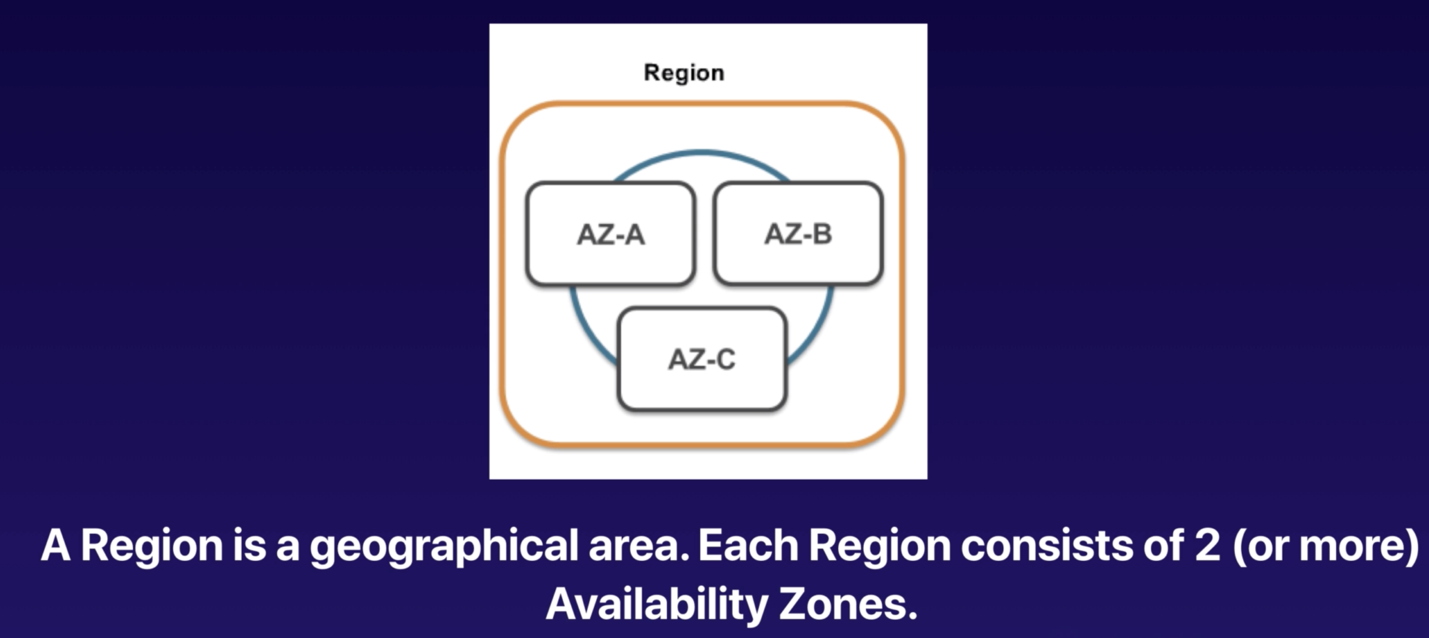 Region
AZ-A
AZ-B
AZ-C
A Region is a geographical area. Each Region consists of 2 (or more)
Availability Zones.